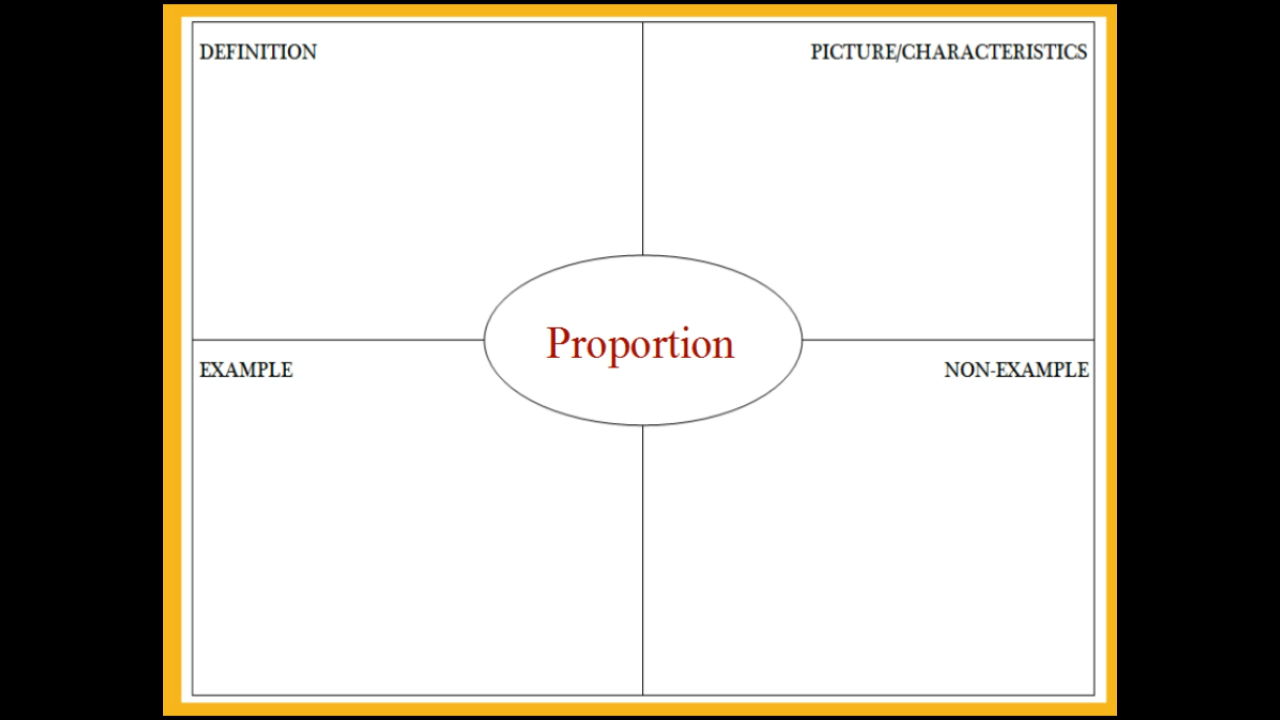 DEFINITION
PICTURE/CHARACTERISTICS
Proportion
EXAMPLE
NON-EXAMPLE